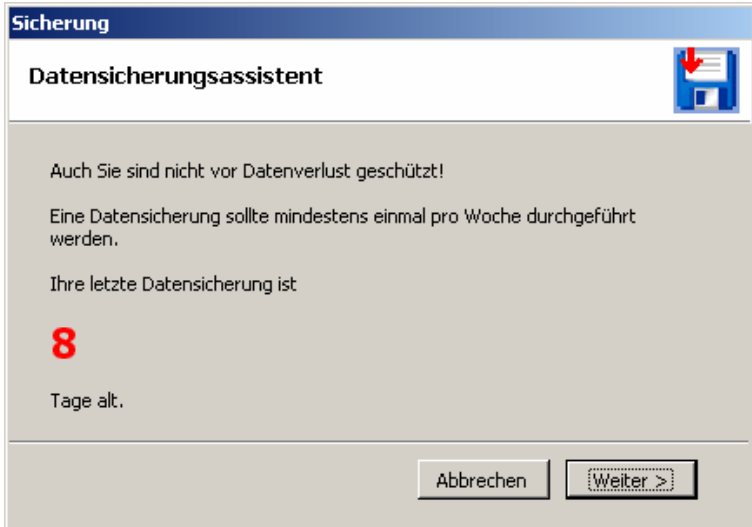 Sicherung
Datensicherungsassistent
Auch Sie sind nicht vor Datenverlust geschützt!
Eine Datensicherung sollte mindestens einmal pro Woche durchgeführt
werden.
Ihre letzte Datensicherung ist
8
Tage alt.
Abbrechen
Weiter >